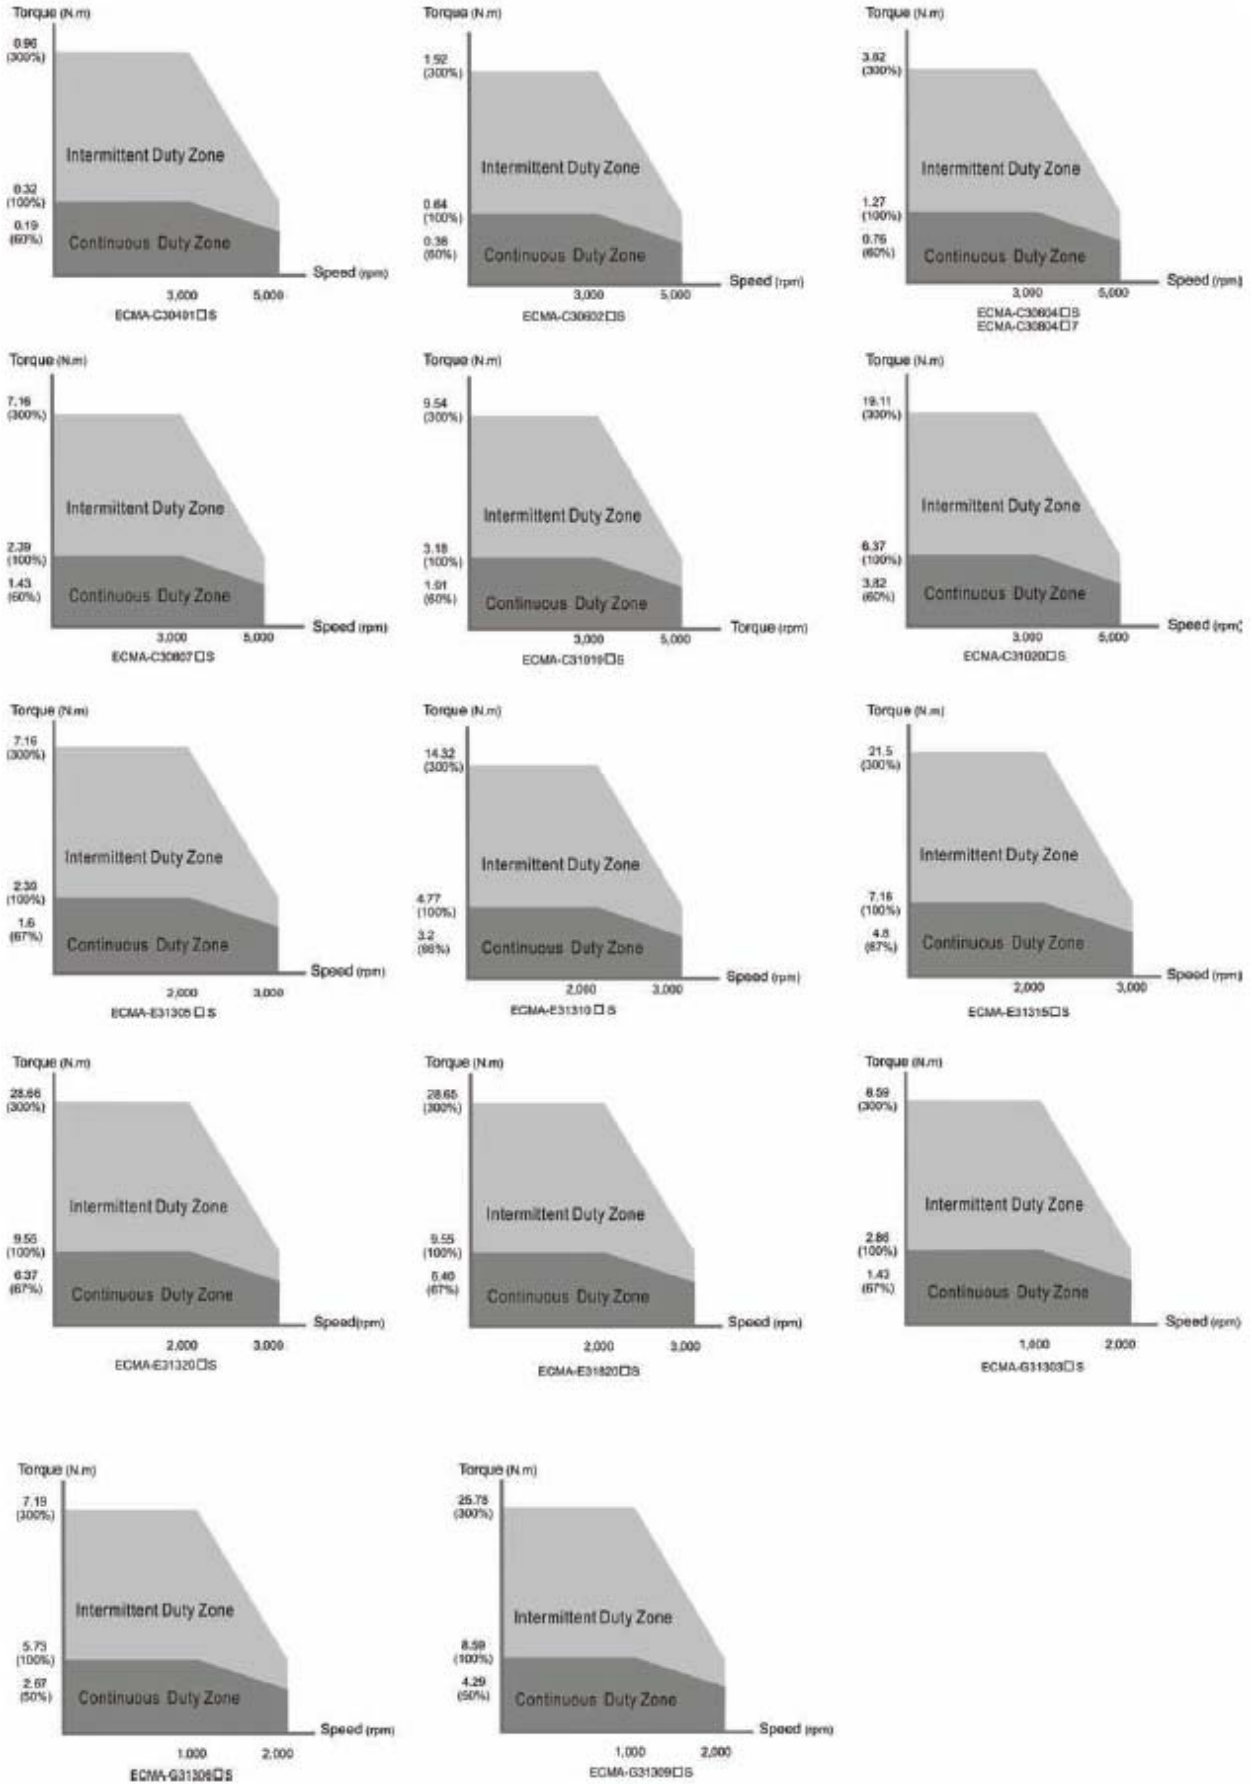 Torque (N.m)
0.96
(300%)
Intermittent Duty Zone
0.32
(100%)
0.19
(60%)
Continuous Duty Zone
Speed (rpm)
3,000 5,000
ECMA-C30401□S
Torque (N.m)
1.92
(300%)
Intermittent Duty Zone
0.64
(100%)
0.38
(60%)
Continuous Duty Zone
Speed (rpm)
3,000 5,000
ECMA-C30602□S
Torque (N.m)
3.82
(300%)
Intermittent Duty Zone
1.27
(100%)
0.76
(60%)
Continuous Duty Zone
Speed (rpm)
3,000 5,000
ECMA-C30604□S
ECMA-C30804□7
Torque (N.m)
7.16
(300%)
Intermittent Duty Zone
2.39
(100%)
1.43
(60%)
Continuous Duty Zone
Speed (rpm)
3,000 5,000
ECMA-C30807□S
Torque (N.m)
9.54
(300%)
Intermittent Duty Zone
3.18
(100%)
1.91
(60%)
Continuous Duty Zone
Torque (rpm)
3,000 5,000
ECMA-C31010□S
Torque (N.m)
19.11
(300%)
Intermittent Duty Zone
6.37
(100%)
3.82
(60%)
Continuous Duty Zone
Speed (rpm)
3,000 5,000
ECMA-C31020□S
Torque (N.m)
7.16
(300%)
Intermittent Duty Zone
(100%)
1.6
(67%)
Continuous Duty Zone
Speed (rpm)
2,000 3,000
ECMA-E31305□S
Torque (N.m)
14.32
(300%)
Intermittent Duty Zone
4.77
(100%)
3.2
Continuous Duty Zone
Speed (rpm)
2,000 3,000
ECMA-E31310□S
Torque (N.m)
21.5
(300%)
Intermittent Duty Zone
7.16
(100%)
4.8
(67%)
Continuous Duty Zone
Speed (rpm)
2,000 3,000
ECMA-E31315□S
Torque (N.m)
28.66
(300%)
Intermittent Duty Zone
9.55
(100%)
6.37
(67%)
Continuous Duty Zone
Speed(rpm)
2,000 3,000
ECMA-E31320□S
Torque (N.m)
28.65
(300%)
Intermittent Duty Zone
9.55
(100%)
(67%)
Continuous Duty Zone
Speed (rpm)
2,000 3,000
ECMA-E31820□S
Torque (N.m)
8.59
(300%)
Intermittent Duty Zone
2.86
(100%)
1.43
(67%)
Continuous Duty Zone
Speed (rpm)
1,000 2,000
ECMA-G31303□S
Torque (N.m)
7.19
(300%)
Intermittent Duty Zone
5.73
(100%)
2.87
(50%)
Continuous Duty Zone
Speed (rpm)
1,000 2,000
ECMA-G31306□S
Torque (N.m)
25.78
(300%)
Intermittent Duty Zone
8.59
(100%)
4.29
(50%)
Continuous Duty Zone
Speed (rpm)
1,000 2,000
ECMA-G31309□S